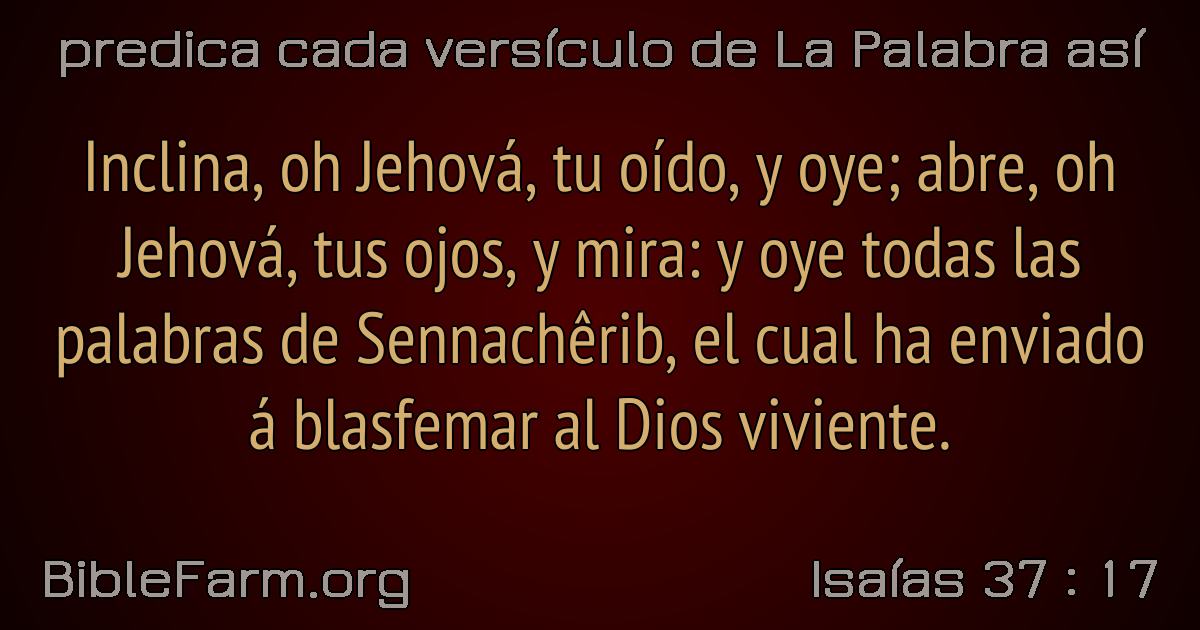 predica cada versículo de La Palabra así
Inclina, oh Jehová, tu oído, y oye; abre, oh
Jehová, tus ojos, y mira: y oye todas las
palabras de Sennachêrib, el cual ha enviado
á blasfemar al Dios viviente.
BibleFarm.org
Isaías 37 : 17